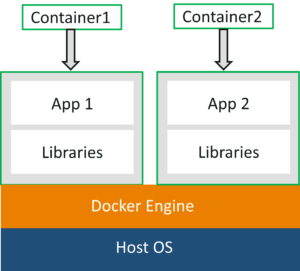 Container1
Container2
App 1
App 2
Libraries
Libraries
Docker Engine
Host OS